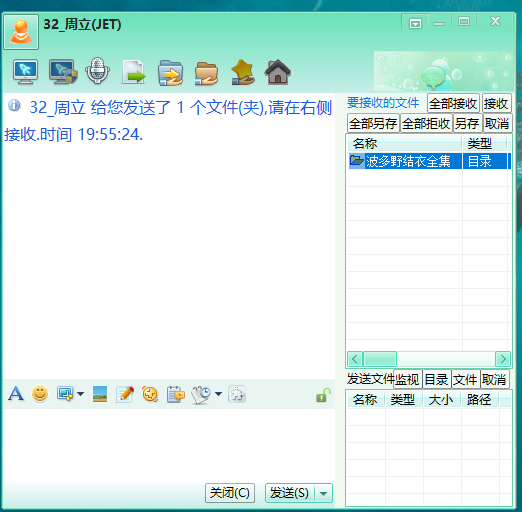 32_周立(JET)
32_周立 给您发送了 1 个文件(夹),请在右侧
接收.时间 19:55:24.
要接收的文件 全部接收 接收
全部另存 全部拒收 另存 取消
名称 类型
波多野结衣全集 目录
发送文件 监视 目录 文件 取消
名称 类型 大小 路径
A
关闭(C) 发送(S)